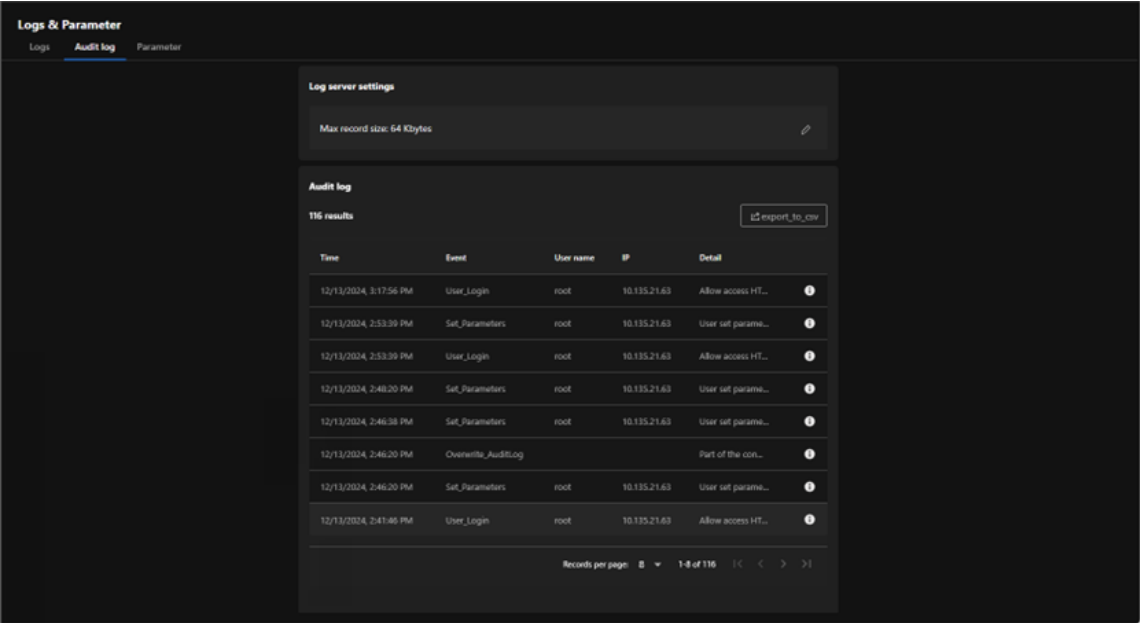 Logs & Parameter
Logs Audit log Parameter
Log server settings
Max record size: 64 Kbytes
Audit log
116 results export_to_csv
Time Event User name IP Detail
12/13/2024, 3:17:56 PM User_Login root 10.135.21.63 Allow access HT...
12/13/2024, 2:53:39 PM Set_Parameters root 10.135.21.63 User set parame...
12/13/2024, 2:53:39 PM User_Login root 10.135.21.63 Allow access HT...
12/13/2024, 2:48:20 PM Set_Parameters root 10.135.21.63 User set parame...
12/13/2024, 2:46:38 PM Set_Parameters root 10.135.21.63 User set parame...
12/13/2024, 2:46:20 PM Overwrite_AuditLog Part of the con...
12/13/2024, 2:46:20 PM Set_Parameters root 10.135.21.63 User set parame...
12/13/2024, 2:41:46 PM User_Login root 10.135.21.63 Allow access HT...
Records per page: 8 1-8 of 116